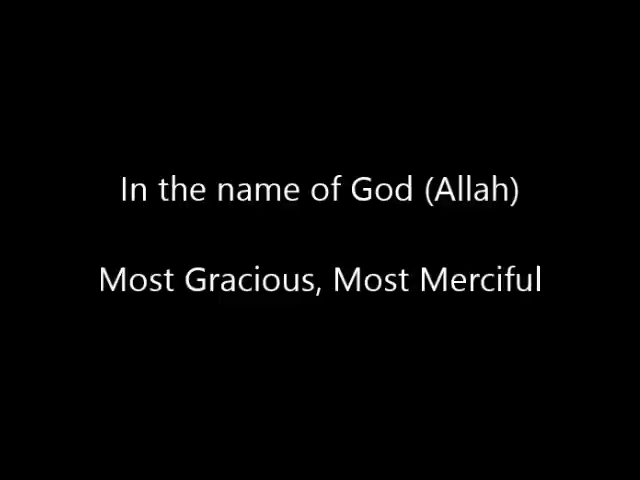 In the name of God (Allah)
Most Gracious, Most Merciful